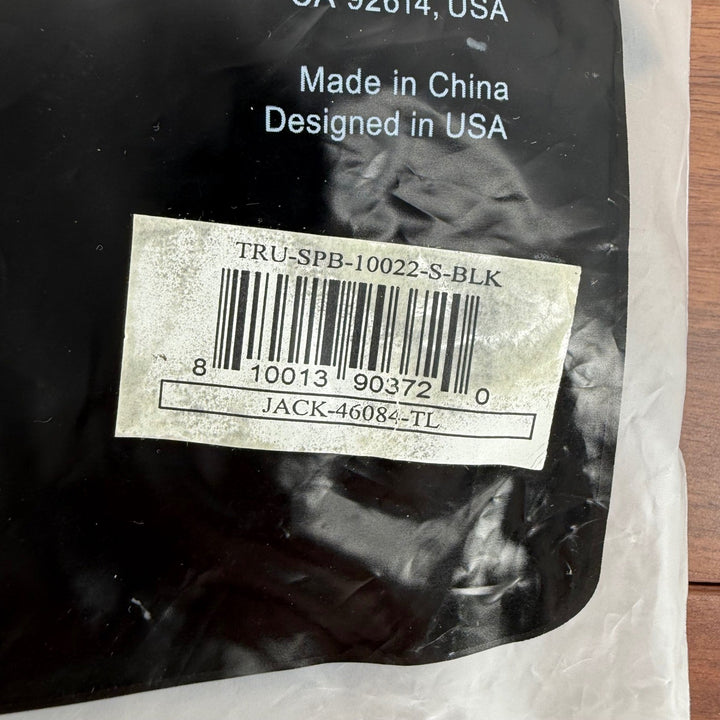 CA 92614, USA
Made in China
Designed in USA
TRU-SPB-10022-S-BLK
8 10013 90372 0
JACK-46084-TL